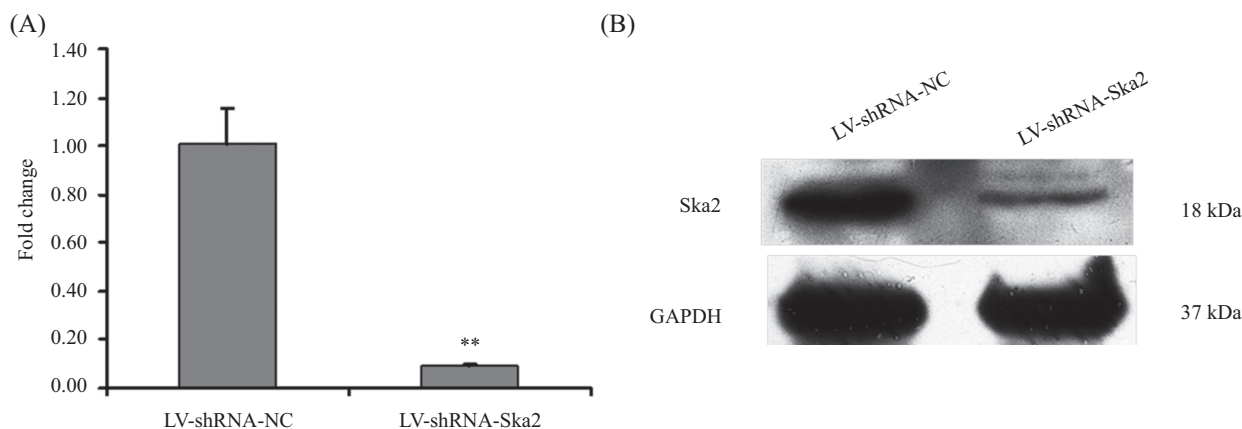 (A)
1.40
1.20
1.00
0.80
0.60
0.40
0.20
0.00
Fold change
**
LV-shRNA-NC
LV-shRNA-Ska2
(B)
LV-shRNA-NC
LV-shRNA-Ska2
Ska2
18 kDa
GAPDH
37 kDa